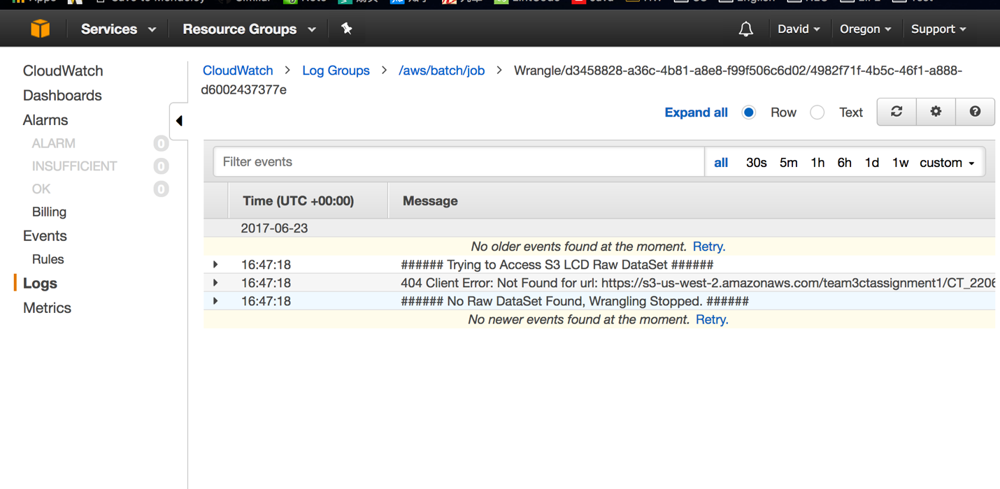 Services Resource Groups David Oregon Support
CloudWatch
Dashboards
Alarms
ALARM 0
INSUFFICIENT 0
OK 0
Billing
Events
Rules
Logs
Metrics
CloudWatch > Log Groups > /aws/batch/job > Wrangle/d3458828-a36c-4b81-a8e8-f99f506c6d02/4982f71f-4b5c-46f1-a888-
d6002437377e
Expand all Row Text
Filter events all 30s 5m 1h 6h 1d 1w custom
Time (UTC +00:00) Message
2017-06-23
No older events found at the moment. Retry.
16:47:18 ###### Trying to Access S3 LCD Raw DataSet ######
16:47:18 404 Client Error: Not Found for url: https://s3-us-west-2.amazonaws.com/team3ctassignment1/CT_2206
16:47:18 ###### No Raw DataSet Found, Wrangling Stopped. ######
No newer events found at the moment. Retry.